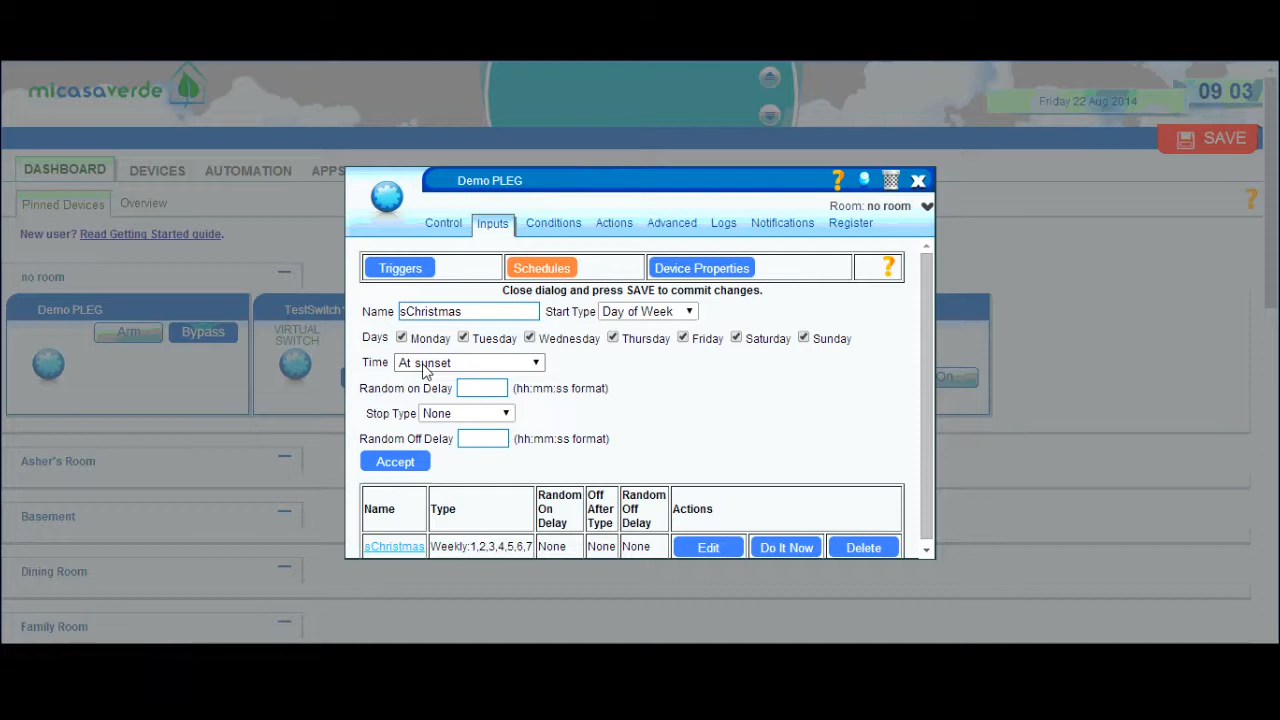 micasaverde
Friday 22 Aug 2014
09 03
SAVE
DASHBOARD DEVICES AUTOMATION APPS
Pinned Devices Overview
New user? Read Getting Started guide.
no room
Demo PLEG
Arm Bypass
TestSwitch
VIRTUAL
SWITCH
On
Asher's Room
Basement
Dining Room
Family Room
Demo PLEG
Room: no room
Control Inputs Conditions Actions Advanced Logs Notifications Register
Triggers Schedules Device Properties
Close dialog and press SAVE to commit changes.
Name sChristmas Start Type Day of Week
Days Monday Tuesday Wednesday Thursday Friday Saturday Sunday
Time At sunset
Random on Delay (hh:mm:ss format)
Stop Type None
Random Off Delay (hh:mm:ss format)
Accept
Name Type Random On Delay Off After Type Random Off Delay Actions
sChristmas Weekly:1,2,3,4,5,6,7 None None None Edit Do It Now Delete